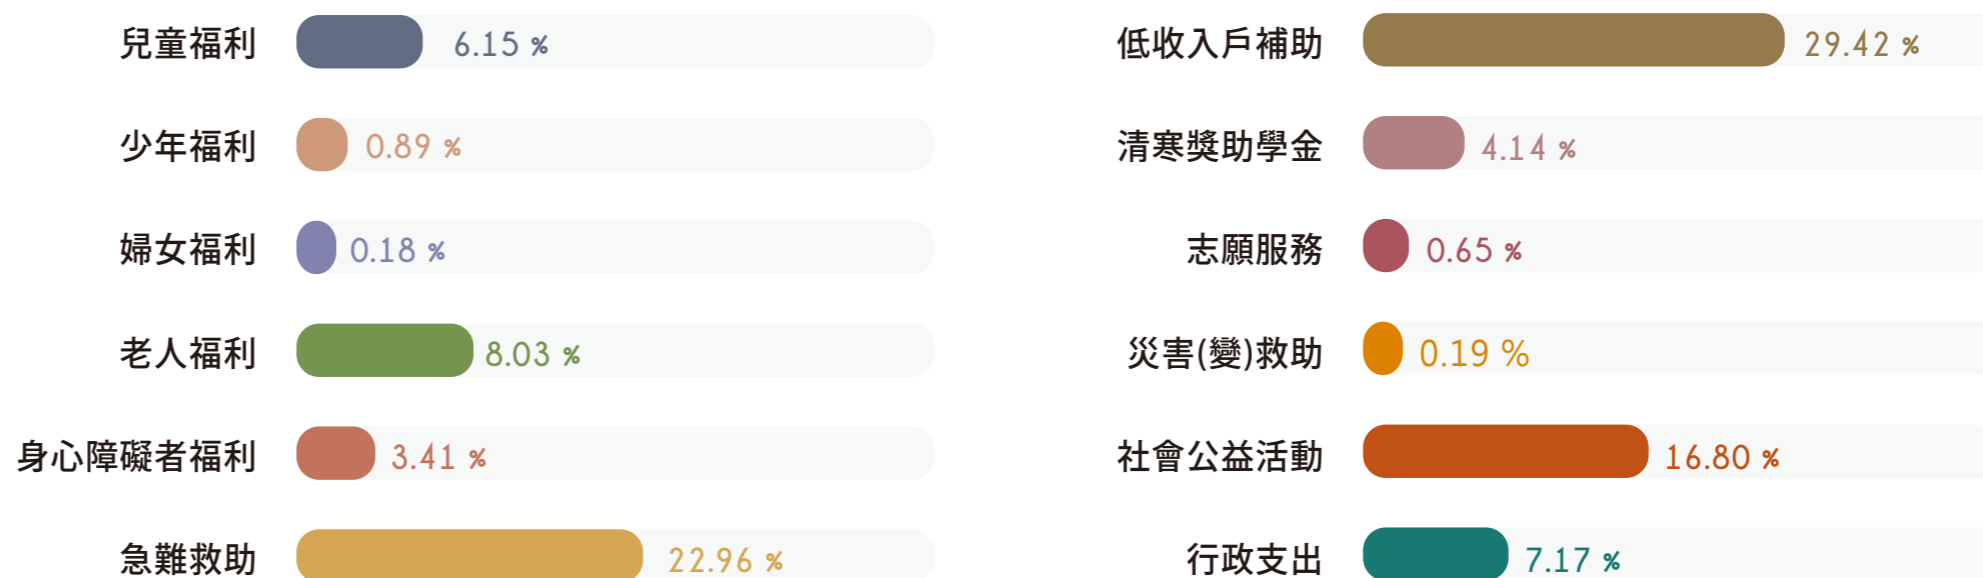 兒童福利 6.15 %
少年福利 0.89 %
婦女福利 0.18 %
老人福利 8.03 %
身心障礙者福利 3.41 %
急難救助 22.96 %
低收入戶補助 29.42 %
清寒獎助學金 4.14 %
志願服務 0.65 %
災害(變)救助 0.19 %
社會公益活動 16.80 %
行政支出 7.17 %